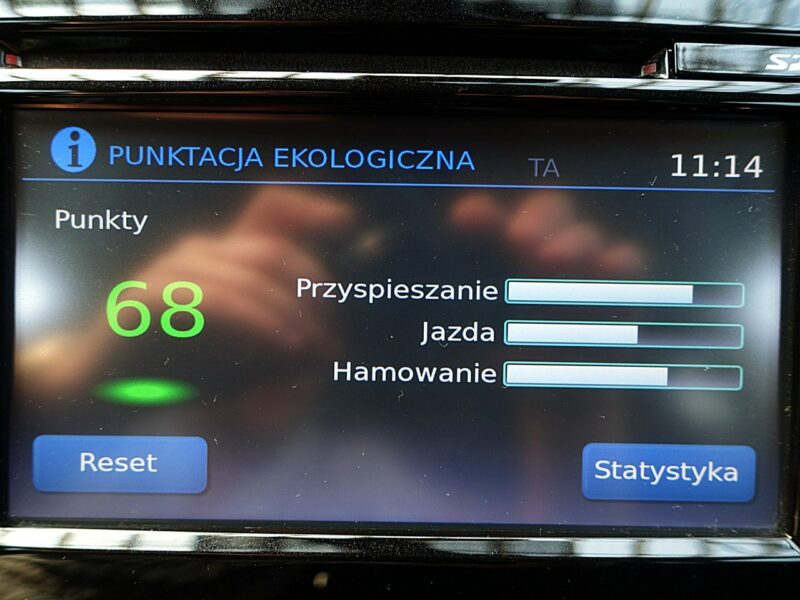 PUNKTACJA EKOLOGICZNA TA 11:14
Punkty
68
Przyspieszanie
Jazda
Hamowanie
Reset
Statystyka